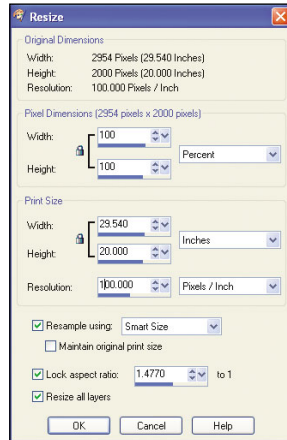 Resize
Original Dimensions
Width: 2954 Pixels (29.540 Inches)
Height: 2000 Pixels (20.000 Inches)
Resolution: 100.000 Pixels / Inch
Pixel Dimensions (2954 pixels x 2000 pixels)
Width: 100
Percent
Height: 100
Print Size
Width: 29.540
Inches
Height: 20.000
Resolution: 100.000 Pixels / Inch
Resample using: Smart Size
Maintain original print size
Lock aspect ratio: 1.4770 to 1
Resize all layers
OK Cancel Help